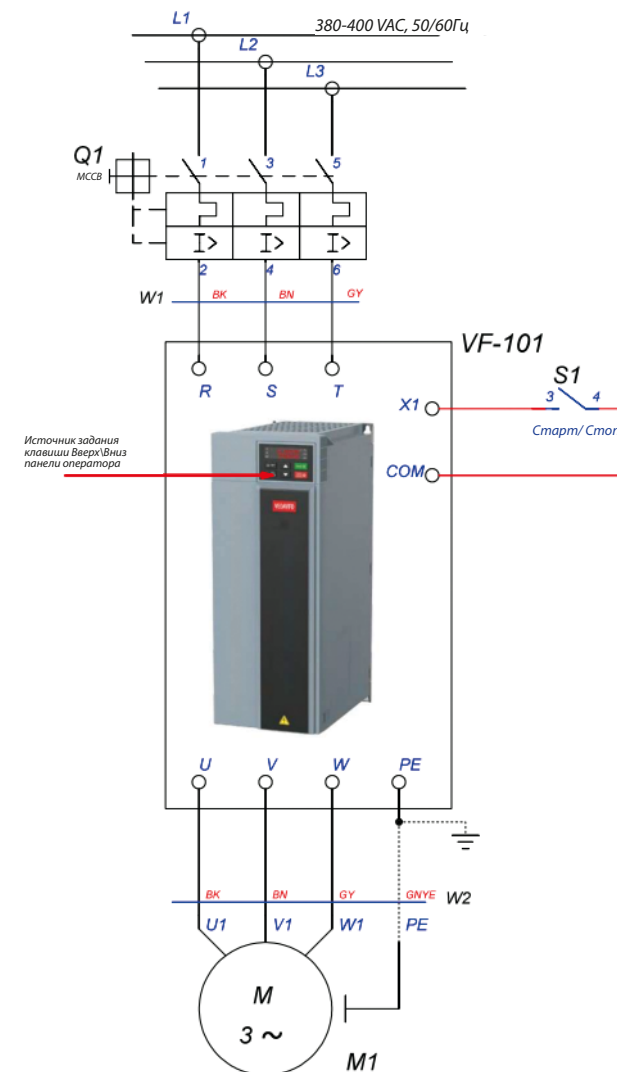 L1
380-400 VAC, 50/60Гц
L2
L3
Q1
МССВ
1 3 5
I> I> I>
2 4 6
W1 BK BN GY
VF-101
R S T
S1
X1 3 4
Старт/ Стоп
Источник задания
клавиши Вверх\Вниз
панели оператора
COM
U V W PE
BK BN GY GNYE W2
U1 V1 W1 PE
M
3 ~
M1